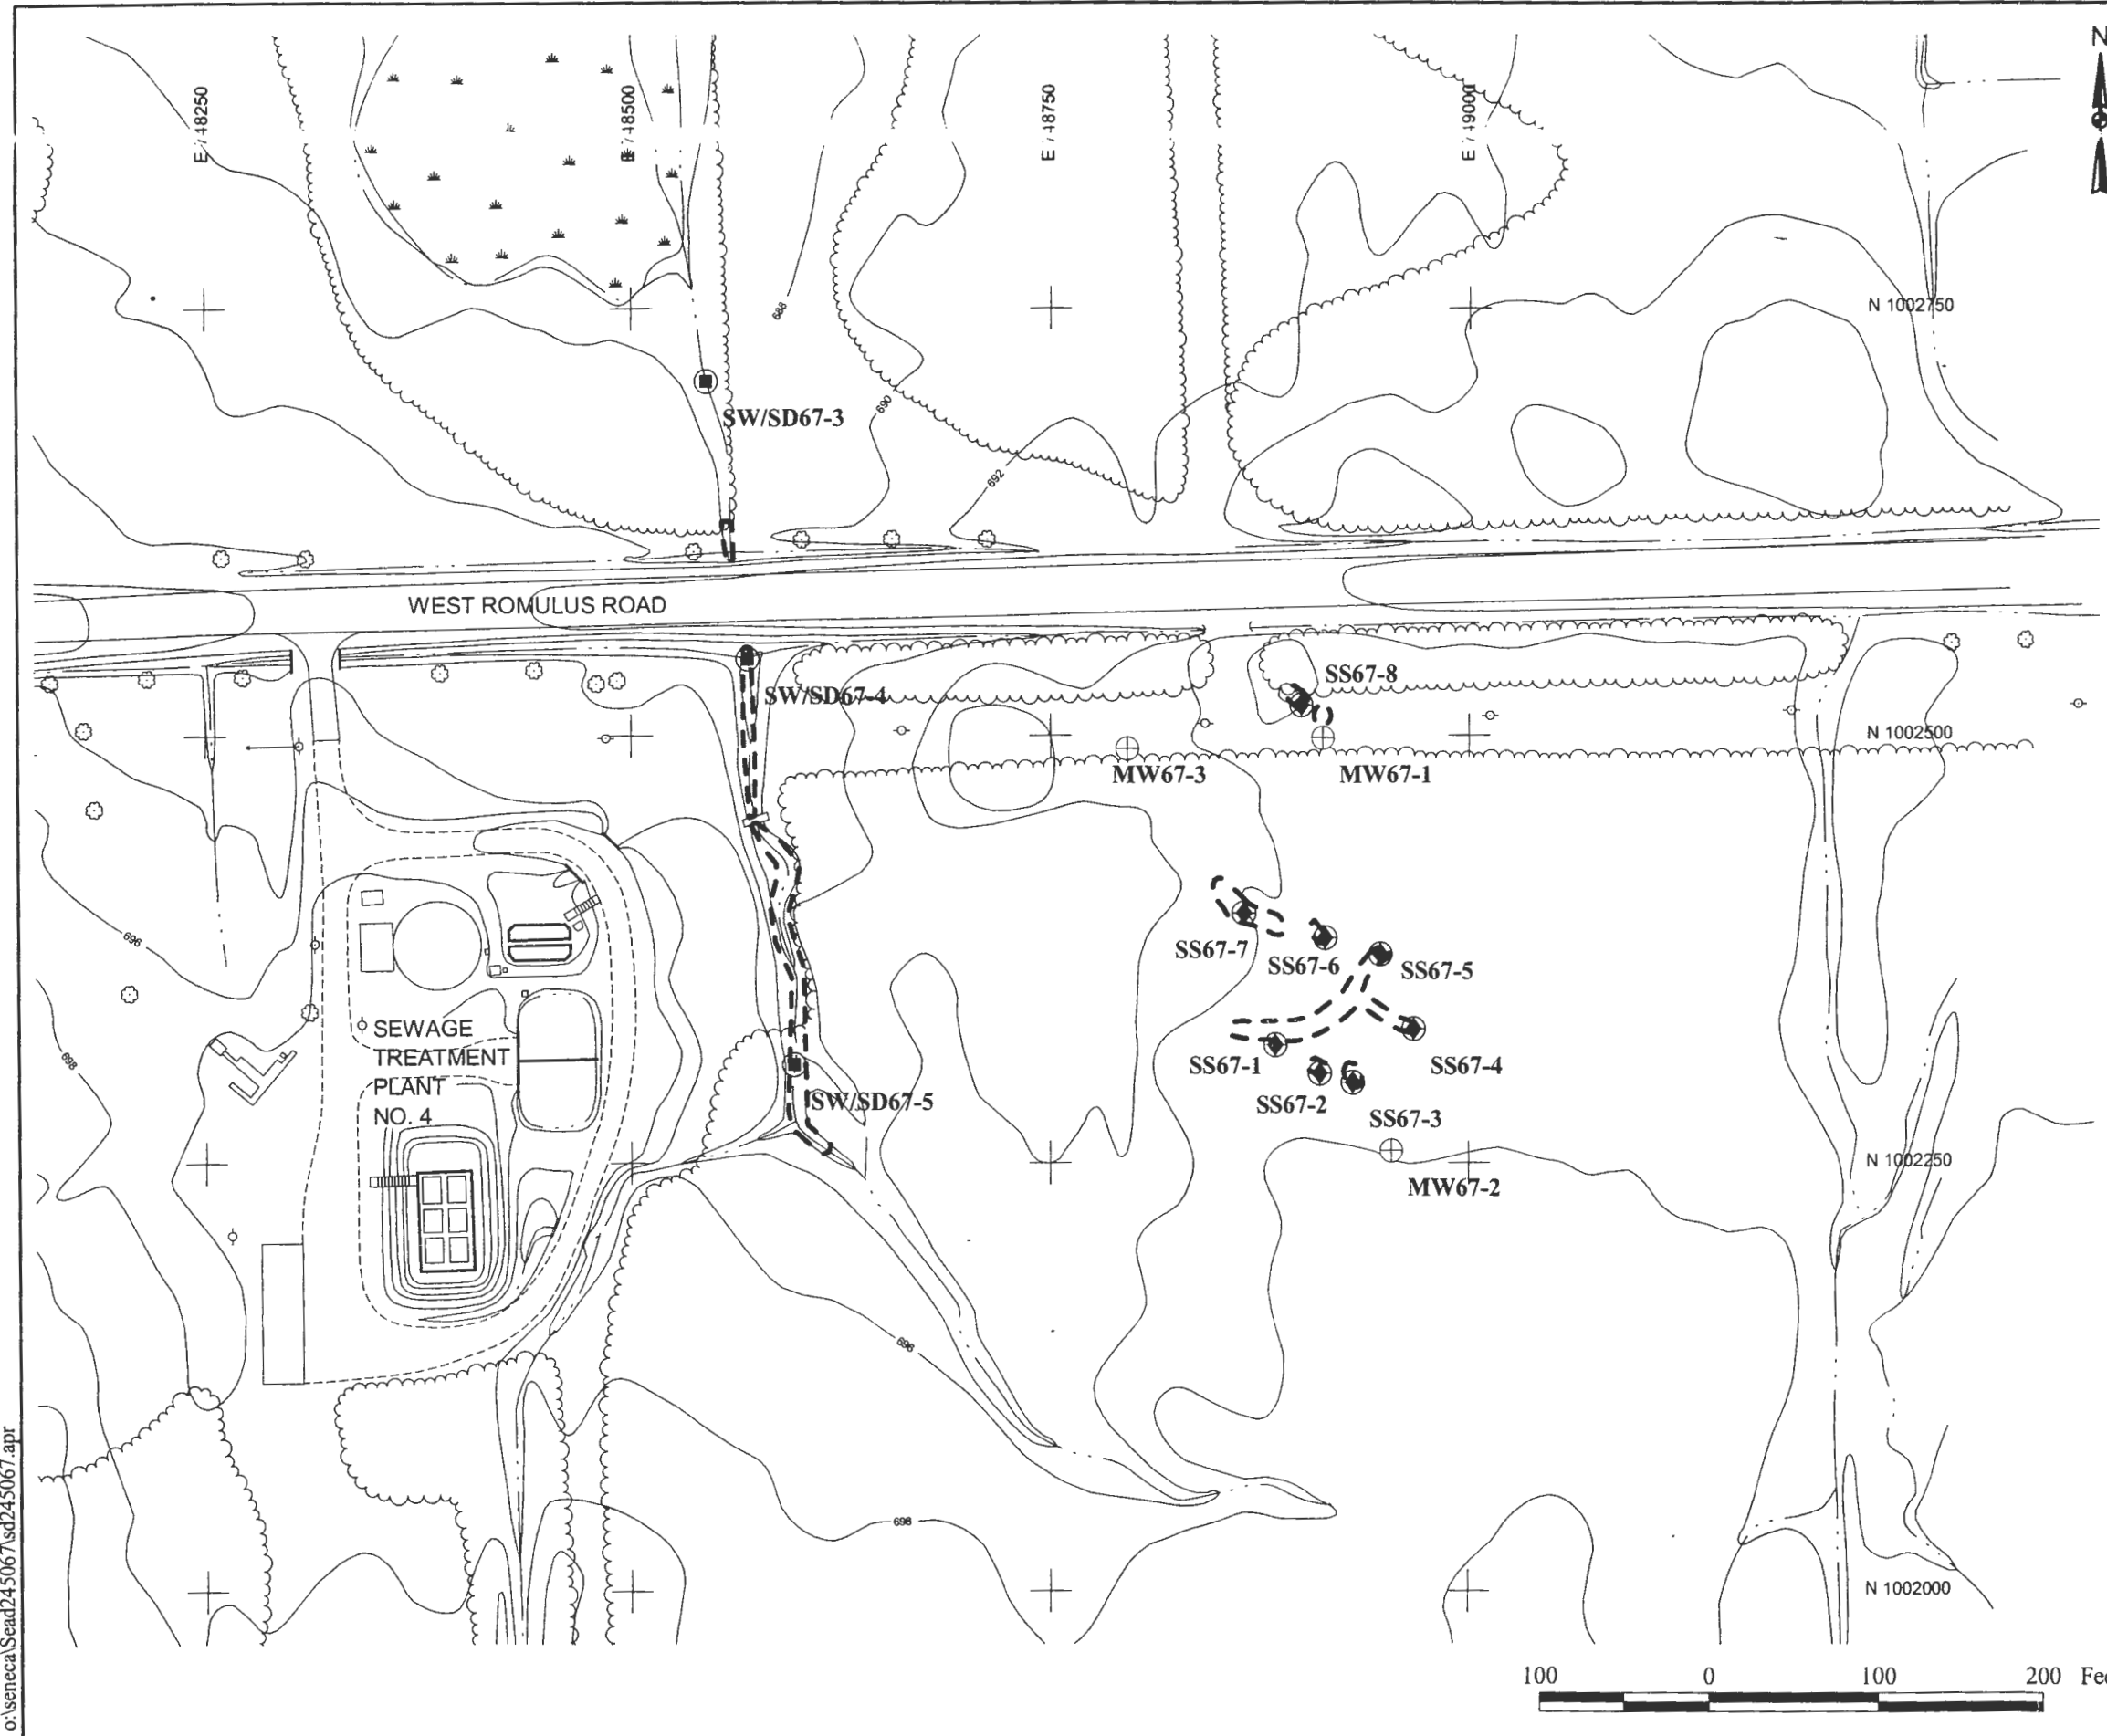 N
E 748250
E 748500
E 748750
E 749000
688
N 1002750
690
SW/SD67-3
692
WEST ROMULUS ROAD
SS67-8
SW/SD67-4
N 1002500
MW67-3
MW67-1
696
SS67-7
SS67-6
SS67-5
SEWAGE
TREATMENT
PLANT
NO. 4
698
SS67-1
SS67-4
SW/SD67-5
SS67-2
SS67-3
N 1002250
MW67-2
696
698
N 1002000
100 0 100 200
o:\seneca\Sead245067\sd245067.apr